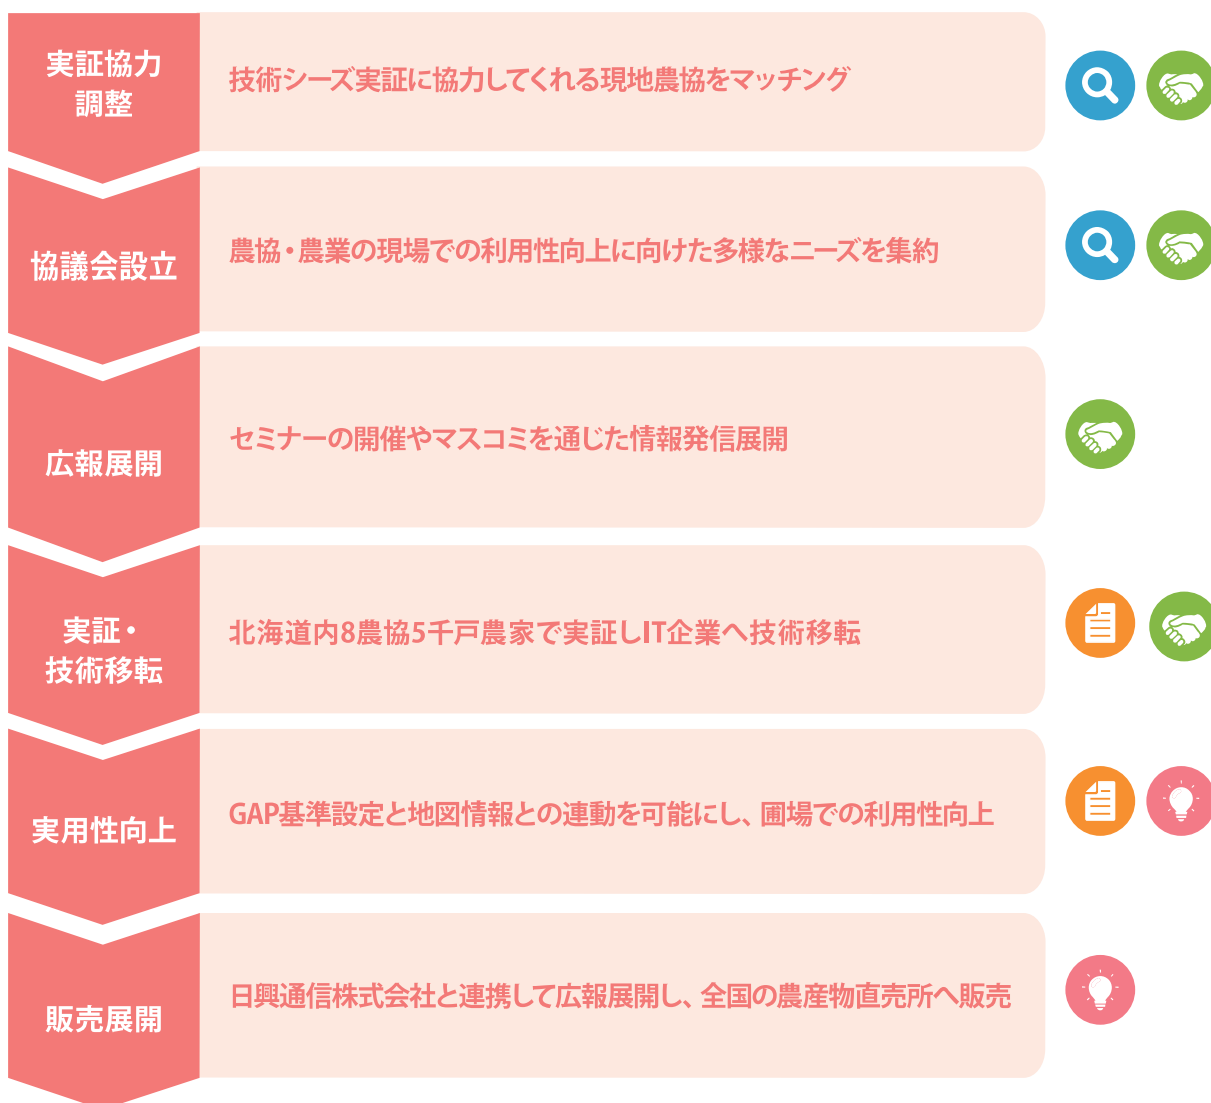 実証協力
調整
技術シーズ実証に協力してくれる現地農協をマッチング
協議会設立
農協・農業の現場での利用性向上に向けた多様なニーズを集約
広報展開
セミナーの開催やマスコミを通じた情報発信展開
実証・
技術移転
北海道内8農協5千戸農家で実証しIT企業へ技術移転
実用性向上
GAP基準設定と地図情報との連動を可能にし、圃場での利用性向上
販売展開
日興通信株式会社と連携して広報展開し、全国の農産物直売所へ販売